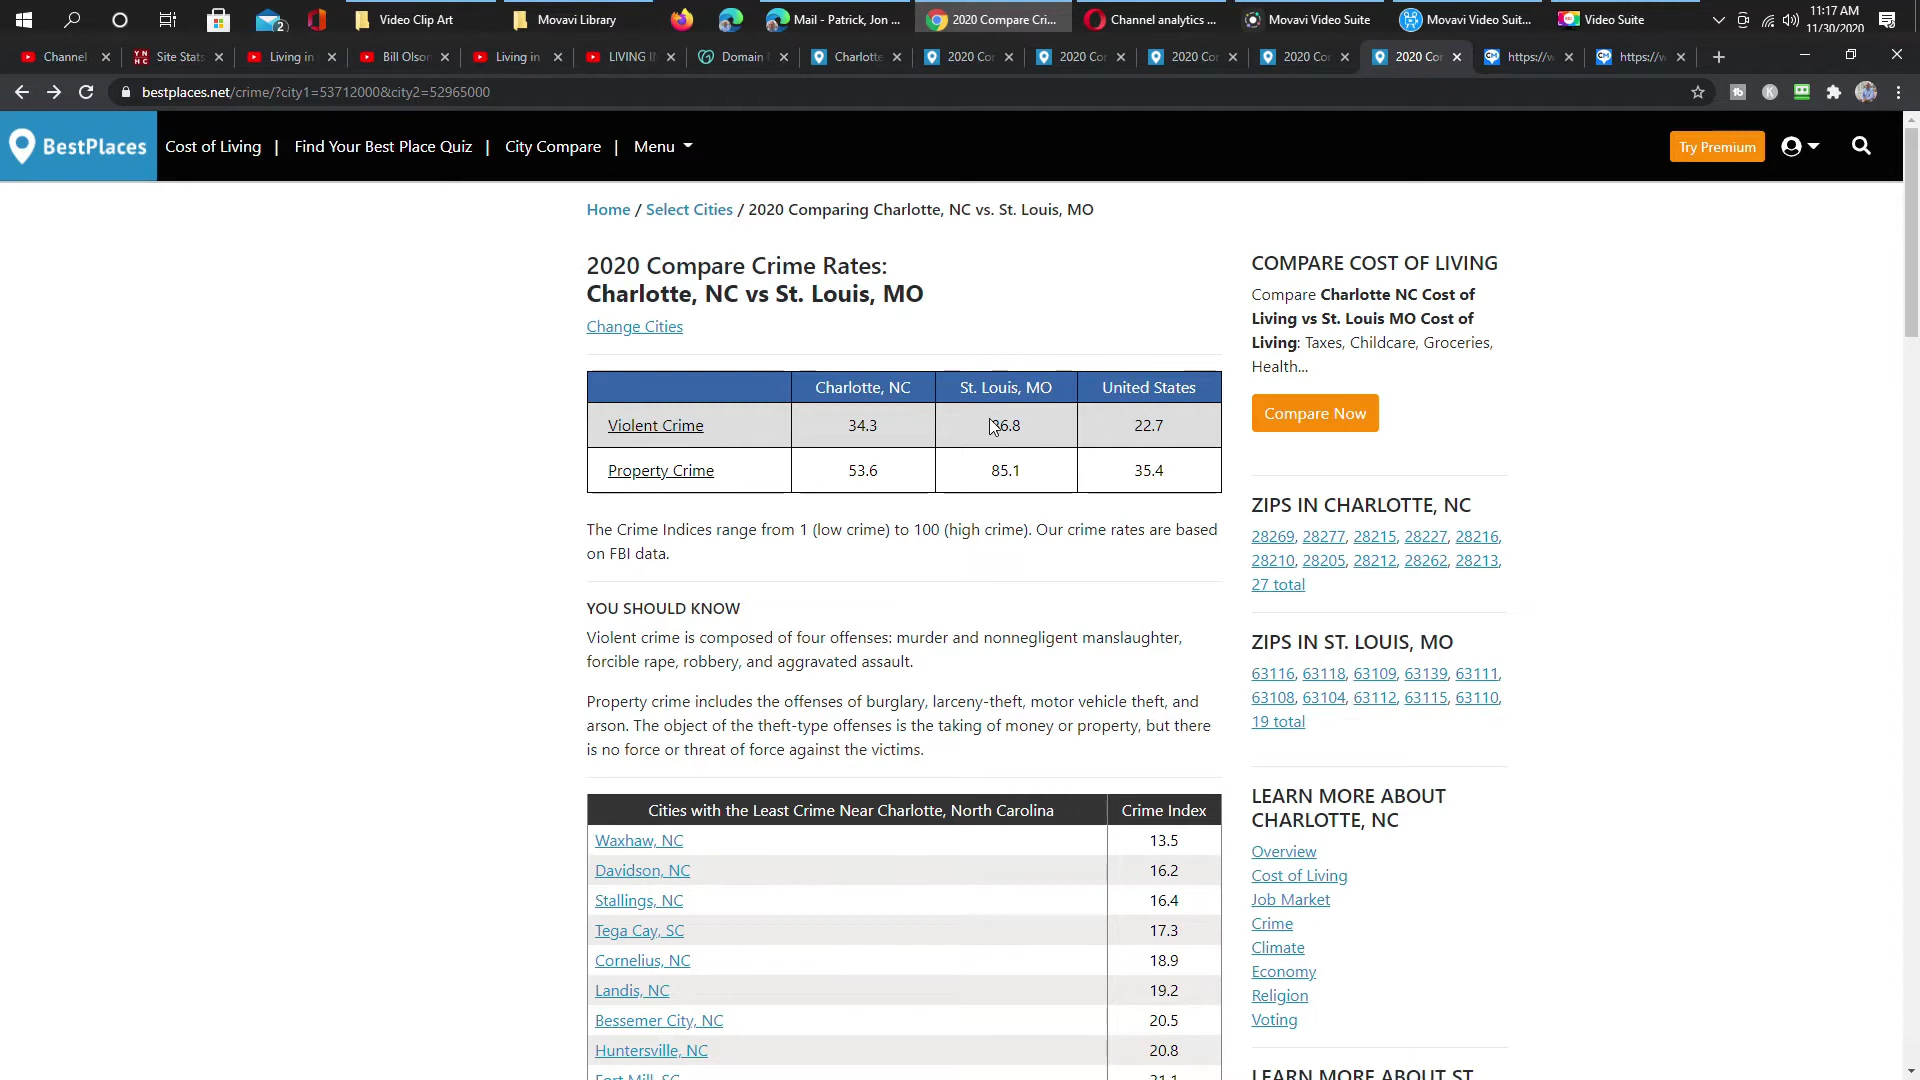 Video Clip Art
Movavi Library
2
Mail - Patrick, Jon ...
2020 Compare Cri...
Channel analytics ...
Movavi Video Suite
Movavi Video Suit...
Video Suite
11:17 AM
11/30/2020
Channel
Site Stats
Living in
Bill Olson
Living in
LIVING I
Domain
Charlotte
2020 Co
2020 Co
2020 Co
2020 Co
2020 Co
https://w
https://w
bestplaces.net/crime/?city1=53712000&city2=52965000
BestPlaces
Cost of Living | Find Your Best Place Quiz | City Compare | Menu
Try Premium
Home / Select Cities / 2020 Comparing Charlotte, NC vs. St. Louis, MO
2020 Compare Crime Rates:
Charlotte, NC vs St. Louis, MO
Change Cities
Charlotte, NC St. Louis, MO United States
Violent Crime 34.3 6.8 22.7
Property Crime 53.6 85.1 35.4
The Crime Indices range from 1 (low crime) to 100 (high crime). Our crime rates are based
on FBI data.
YOU SHOULD KNOW
Violent crime is composed of four offenses: murder and nonnegligent manslaughter,
forcible rape, robbery, and aggravated assault.
Property crime includes the offenses of burglary, larceny-theft, motor vehicle theft, and
arson. The object of the theft-type offenses is the taking of money or property, but there
is no force or threat of force against the victims.
Cities with the Least Crime Near Charlotte, North Carolina Crime Index
Waxhaw, NC 13.5
Davidson, NC 16.2
Stallings, NC 16.4
Tega Cay, SC 17.3
Cornelius, NC 18.9
Landis, NC 19.2
Bessemer City, NC 20.5
Huntersville, NC 20.8
Fort Mill, SC 21.1
COMPARE COST OF LIVING
Compare Charlotte NC Cost of
Living vs St. Louis MO Cost of
Living: Taxes, Childcare, Groceries,
Health...
Compare Now
ZIPS IN CHARLOTTE, NC
28269, 28277, 28215, 28227, 28216,
28210, 28205, 28212, 28262, 28213,
27 total
ZIPS IN ST. LOUIS, MO
63116, 63118, 63109, 63139, 63111,
63108, 63104, 63112, 63115, 63110,
19 total
LEARN MORE ABOUT
CHARLOTTE, NC
Overview
Cost of Living
Job Market
Crime
Climate
Economy
Religion
Voting
LEARN MORE ABOUT ST